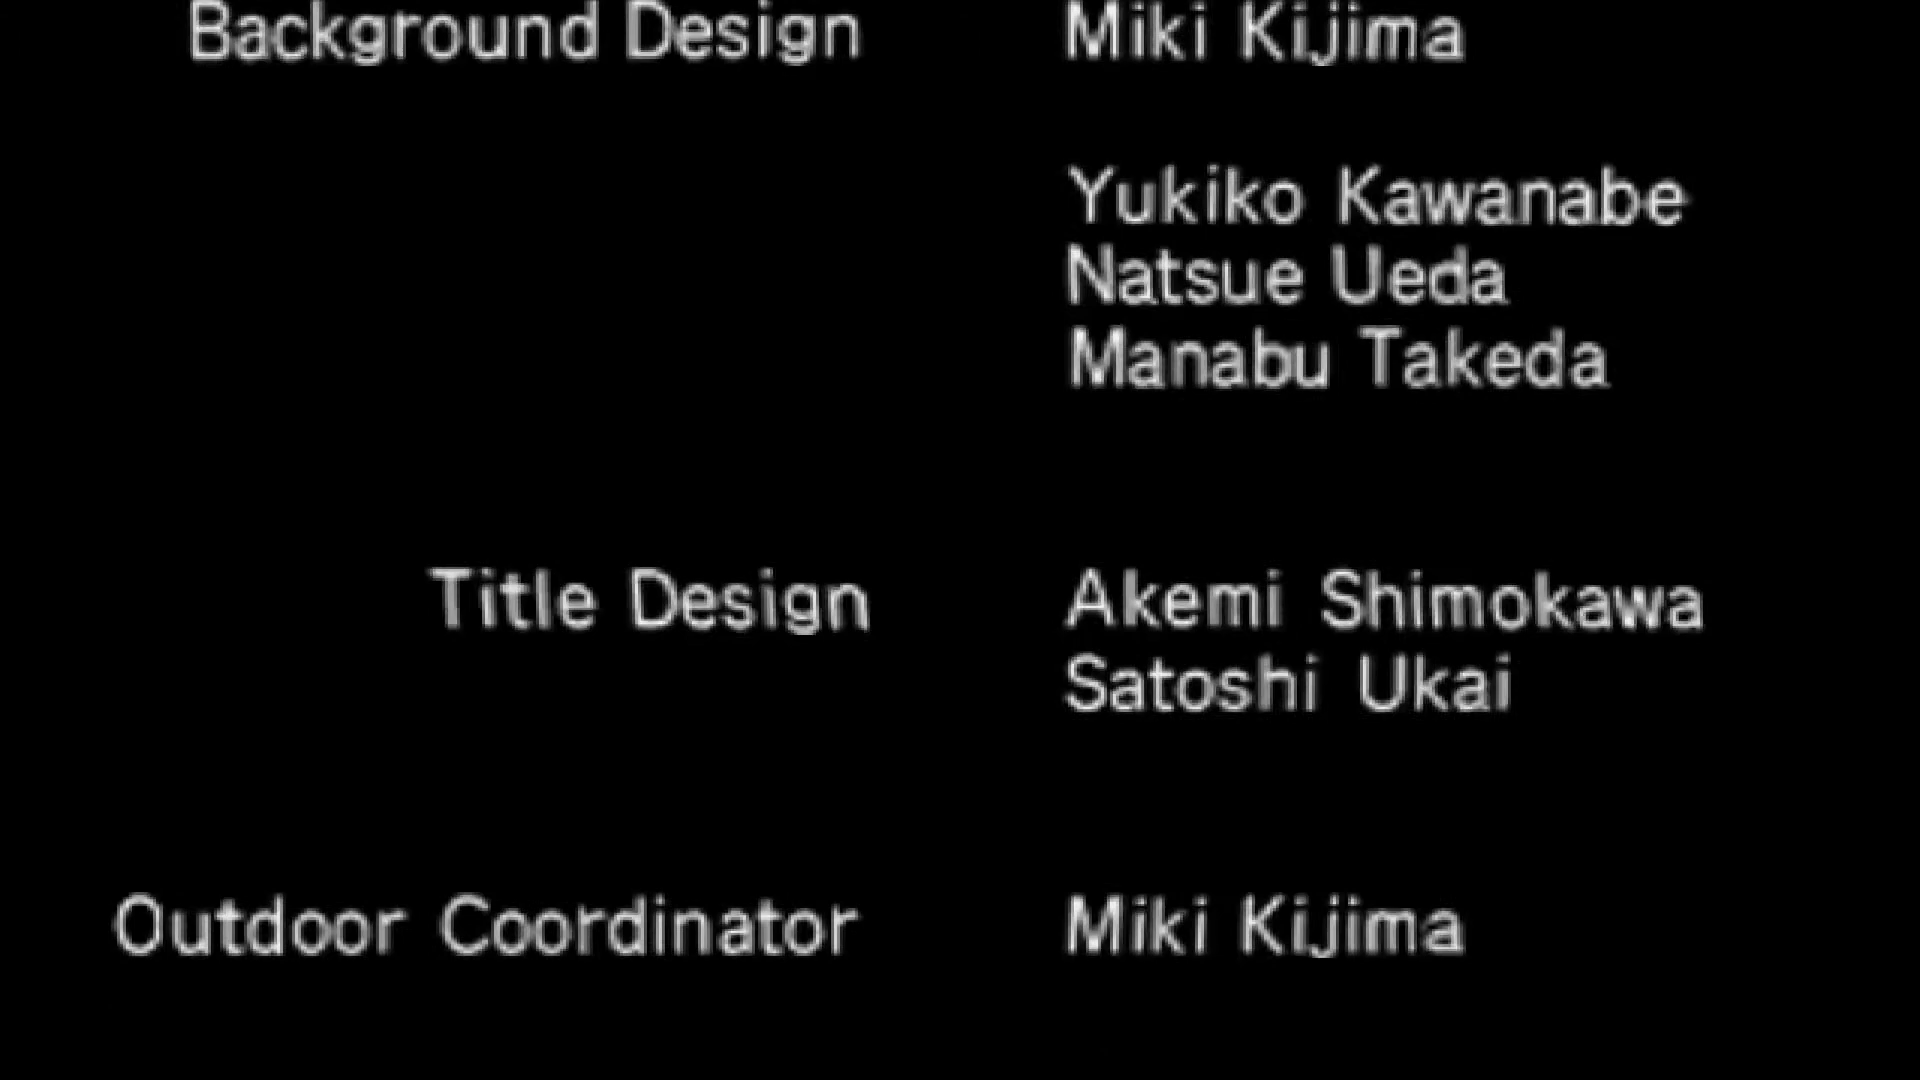 Background Design Miki Kijima
Yukiko Kawanabe
Natsue Ueda
Manabu Takeda
Title Design Akemi Shimokawa
Satoshi Ukai
Outdoor Coordinator Miki Kijima